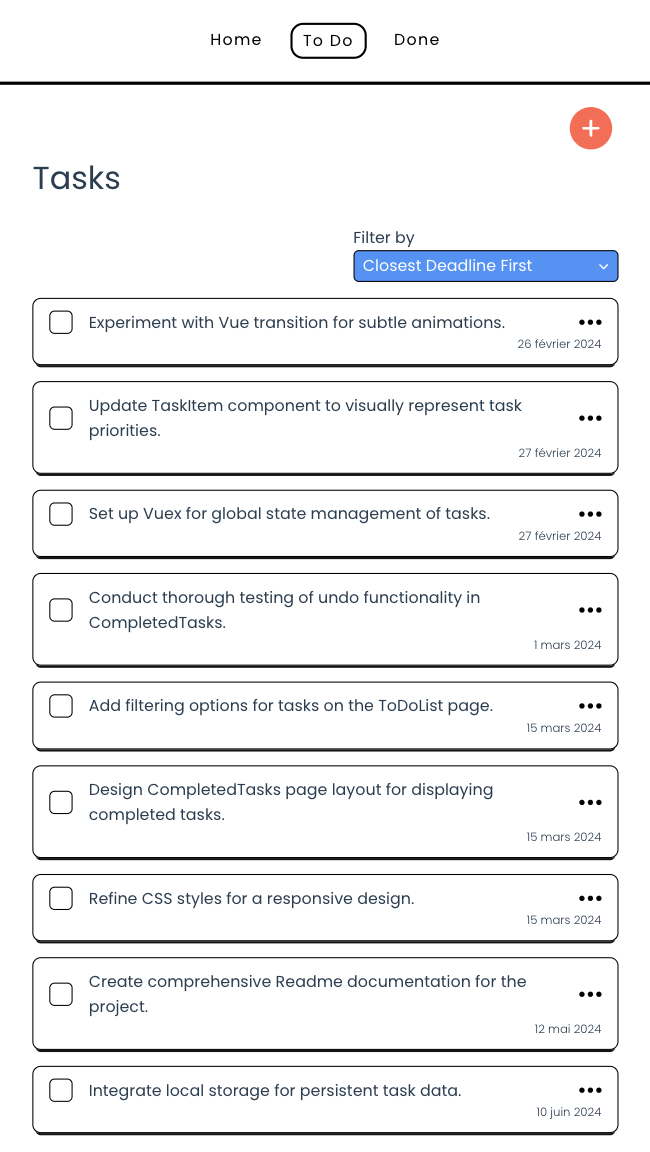 Home To Do Done
Tasks
Filter by
Closest Deadline First
Experiment with Vue transition for subtle animations.
26 février 2024
Update TaskItem component to visually represent task
priorities.
27 février 2024
Set up Vuex for global state management of tasks.
27 février 2024
Conduct thorough testing of undo functionality in
CompletedTasks.
1 mars 2024
Add filtering options for tasks on the ToDoList page.
15 mars 2024
Design CompletedTasks page layout for displaying
completed tasks.
15 mars 2024
Refine CSS styles for a responsive design.
15 mars 2024
Create comprehensive Readme documentation for the
project.
12 mai 2024
Integrate local storage for persistent task data.
10 juin 2024